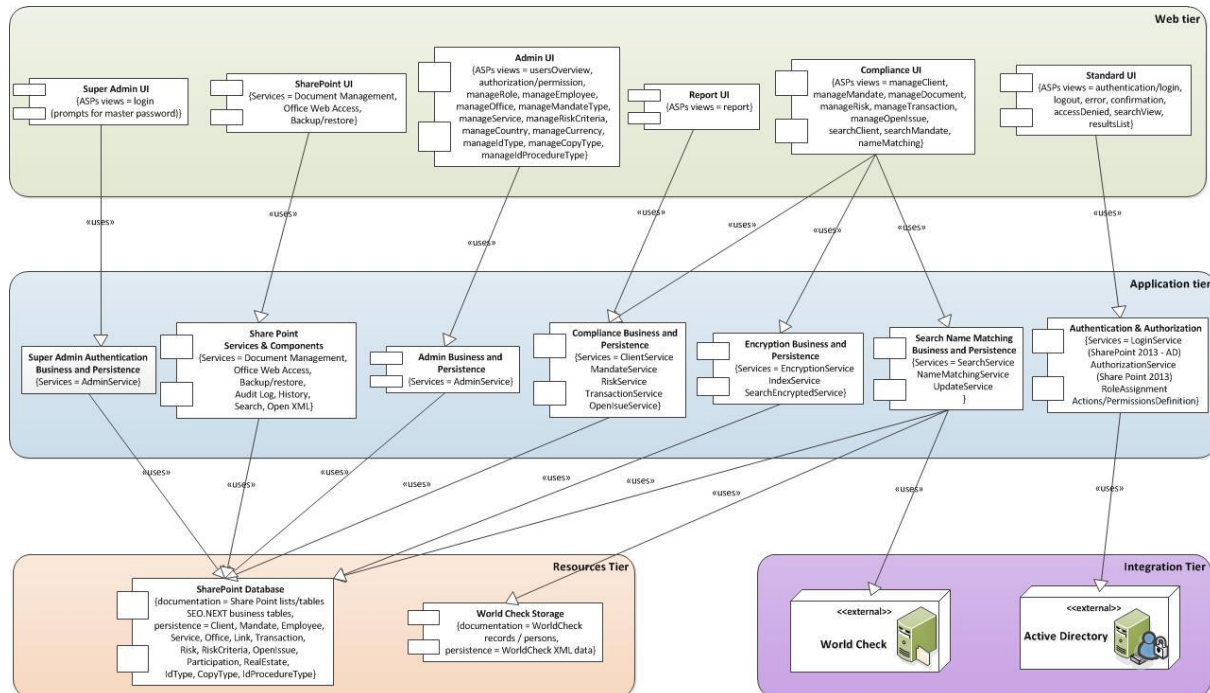 Web tier
Super Admin UI
{ASPs views = login
(prompts for master password)}
SharePoint UI
{Services = Document Management,
Office Web Access,
Backup/restore}
Admin UI
{ASPs views = usersOverview,
authorization/permission,
manageRole, manageEmployee,
manageOffice, manageMandateType,
manageService, manageRiskCriteria,
manageCountry, manageCurrency,
manageIdType, manageCopyType,
manageIdProcedureType}
Report UI
{ASPs views = report}
Compliance UI
{ASPs views = manageClient,
manageMandate, manageDocument,
manageRisk, manageTransaction,
manageOpenIssue,
searchClient, searchMandate,
nameMatching}
Standard UI
{ASPs views = authentication/login,
logout, error, confirmation,
accessDenied, searchView,
resultsList}
«uses»
«uses»
«uses»
«uses»
«uses»
«uses»
«uses»
«uses»
Application tier
Super Admin Authentication
Business and Persistence
{Services = AdminService}
Share Point
Services & Components
{Services = Document Management,
Office Web Access,
Backup/restore,
Audit Log, History,
Search, Open XML}
Admin Business and
Persistence
{Services = AdminService}
Compliance Business and
Persistence
{Services = ClientService
MandateService
RiskService
TransactionService
OpenIssueService}
Encryption Business and
Persistence
{Services = EncryptionService
IndexService
SearchEncryptedService}
Search Name Matching
Business and Persistence
{Services = SearchService
NameMatchingService
UpdateService
}
Authentication & Authorization
{Services = LoginService
(SharePoint 2013 - AD)
AuthorizationService
(Share Point 2013)
RoleAssignment
Actions/PermissionsDefinition}
«uses»
«uses»
«uses»
«uses»
«uses»
«uses»
«uses»
«uses»
«uses»
Resources Tier
SharePoint Database
{documentation = Share Point lists/tables
SEO.NEXT business tables,
persistence = Client, Mandate, Employee,
Service, Office, Link, Transaction,
Risk, RiskCriteria, OpenIssue,
Participation, RealEstate,
IdType, CopyType, IdProcedureType}
World Check Storage
{documentation = WorldCheck
records / persons,
persistence = WorldCheck XML data}
Integration Tier
<<external>>
World Check
<<external>>
Active Directory